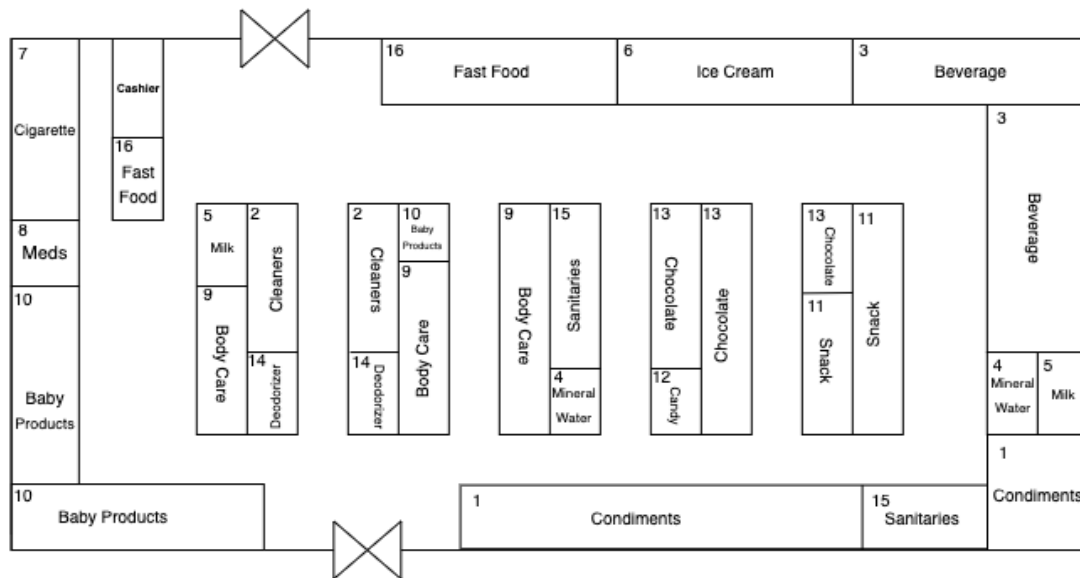 7
Cigarette
Cashier
16
Fast
Food
16
Fast Food
6
Ice Cream
3
Beverage
3
Beverage
8
Meds
10
Baby
Products
10
Baby Products
5
Milk
9
Body Care
2
Cleaners
14
Deodorizer
2
Cleaners
14
Deodorizer
10
Baby
Products
9
Body Care
9
Body Care
15
Sanitaries
4
Mineral
Water
13
Chocolate
12
Candy
13
Chocolate
13
Chocolate
11
Snack
11
Snack
4
Mineral
Water
5
Milk
1
Condiments
1
Condiments
15
Sanitaries